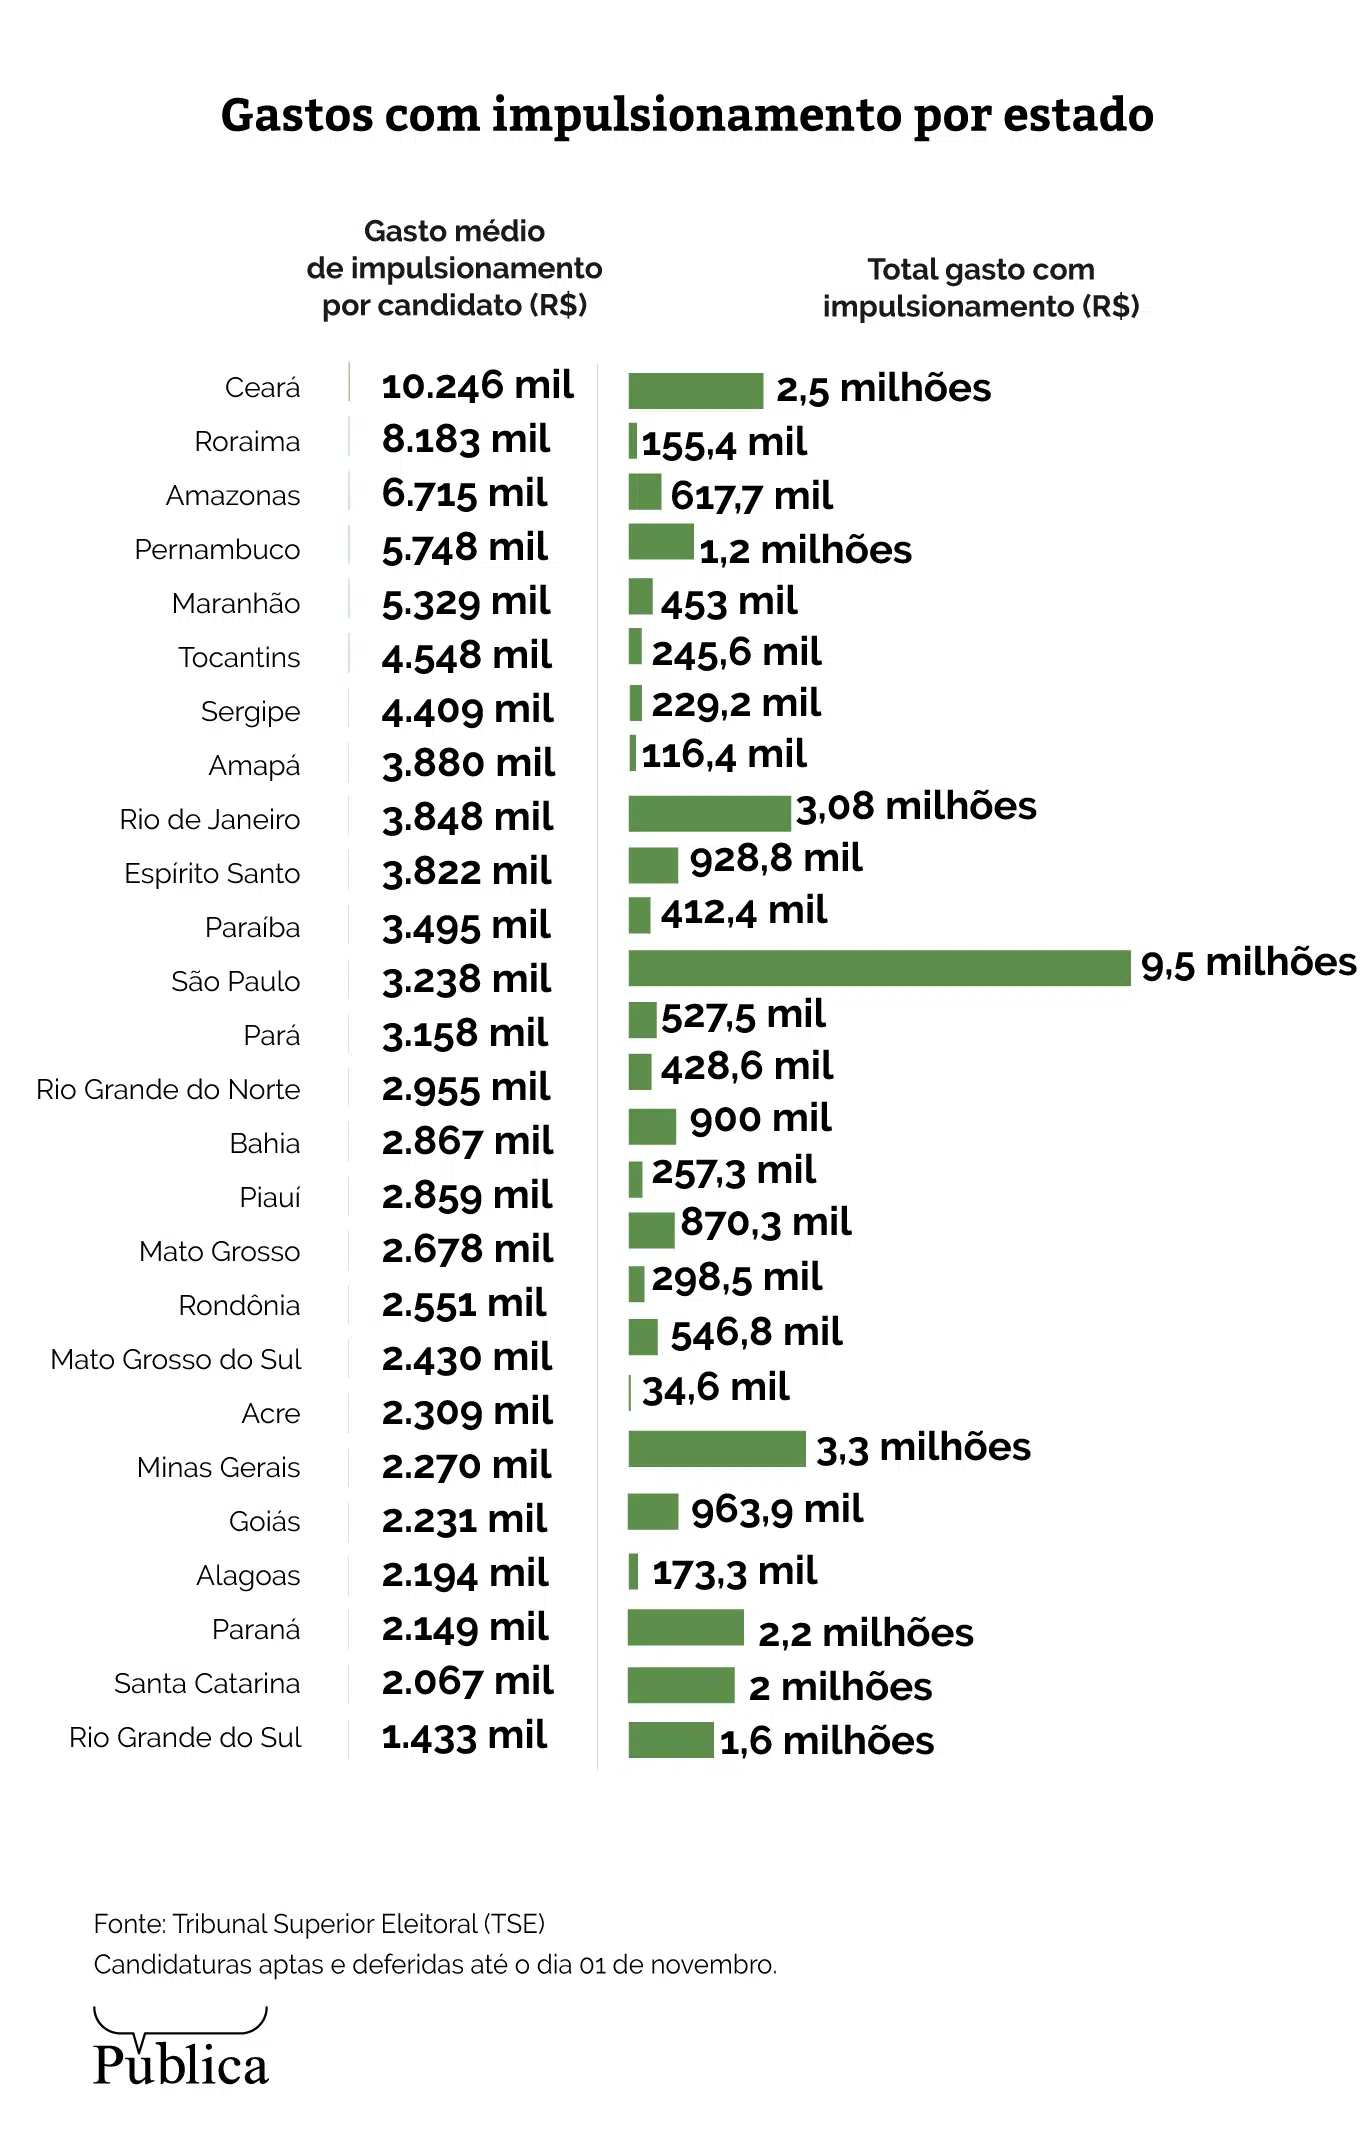 Gastos com impulsionamento por estado
Gasto médio
de impulsionamento
por candidato (R$)
Total gasto com
impulsionamento (R$)
Ceará 10.246 mil 2,5 milhões
Roraima 8.183 mil 155,4 mil
Amazonas 6.715 mil 617,7 mil
Pernambuco 5.748 mil 1,2 milhões
Maranhão 5.329 mil 453 mil
Tocantins 4.548 mil 245,6 mil
Sergipe 4.409 mil 229,2 mil
Amapá 3.880 mil 116,4 mil
Rio de Janeiro 3.848 mil 3,08 milhões
Espírito Santo 3.822 mil 928,8 mil
Paraíba 3.495 mil 412,4 mil
São Paulo 3.238 mil 9,5 milhões
Pará 3.158 mil 527,5 mil
Rio Grande do Norte 2.955 mil 428,6 mil
Bahia 2.867 mil 900 mil
Piauí 2.859 mil 257,3 mil
Mato Grosso 2.678 mil 870,3 mil
Rondônia 2.551 mil 298,5 mil
Mato Grosso do Sul 2.430 mil 546,8 mil
Acre 2.309 mil 34,6 mil
Minas Gerais 2.270 mil 3,3 milhões
Goiás 2.231 mil 963,9 mil
Alagoas 2.194 mil 173,3 mil
Paraná 2.149 mil 2,2 milhões
Santa Catarina 2.067 mil 2 milhões
Rio Grande do Sul 1.433 mil 1,6 milhões
Fonte: Tribunal Superior Eleitoral (TSE)
Candidaturas aptas e deferidas até o dia 01 de novembro.
Pública